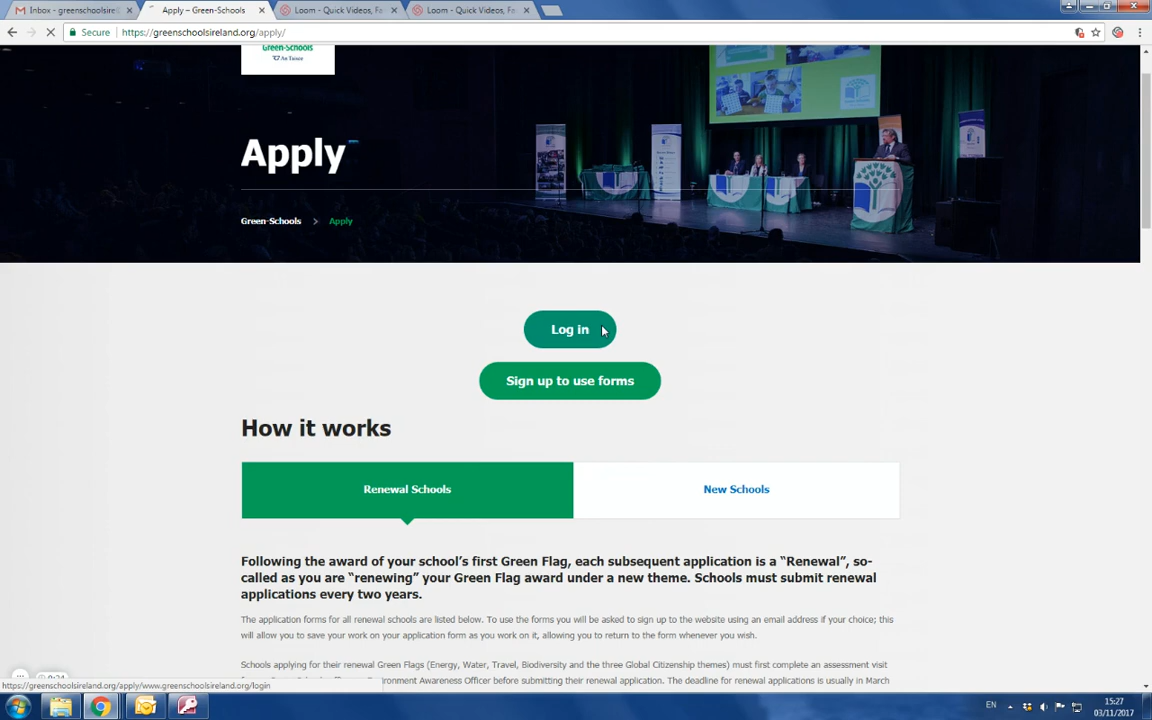 Inbox - greenschoolsire
Apply – Green-Schools
Loom - Quick Videos, Fe
Loom - Quick Videos, Fe
Secure
https://greenschoolsireland.org/apply/
Green-Schools
An Taisce
Apply
Green-Schools > Apply
Log in
Sign up to use forms
How it works
Renewal Schools
New Schools
Following the award of your school's first Green Flag, each subsequent application is a “Renewal”, so-
called as you are “renewing” your Green Flag award under a new theme. Schools must submit renewal
applications every two years.
The application forms for all renewal schools are listed below. To use the forms you will be asked to sign up to the website using an email address if your choice; this
will allow you to save your work on your application form as you work on it, allowing you to return to the form whenever you wish.
Schools applying for their renewal Green Flags (Energy, Water, Travel, Biodiversity and the three Global Citizenship themes) must first complete an assessment visit
Environment Awareness Officer before submitting their renewal application. The deadline for renewal applications is usually in March
https://greenschoolsireland.org/apply/www.greenschoolsireland.org/login
EN
15:27
03/11/2017